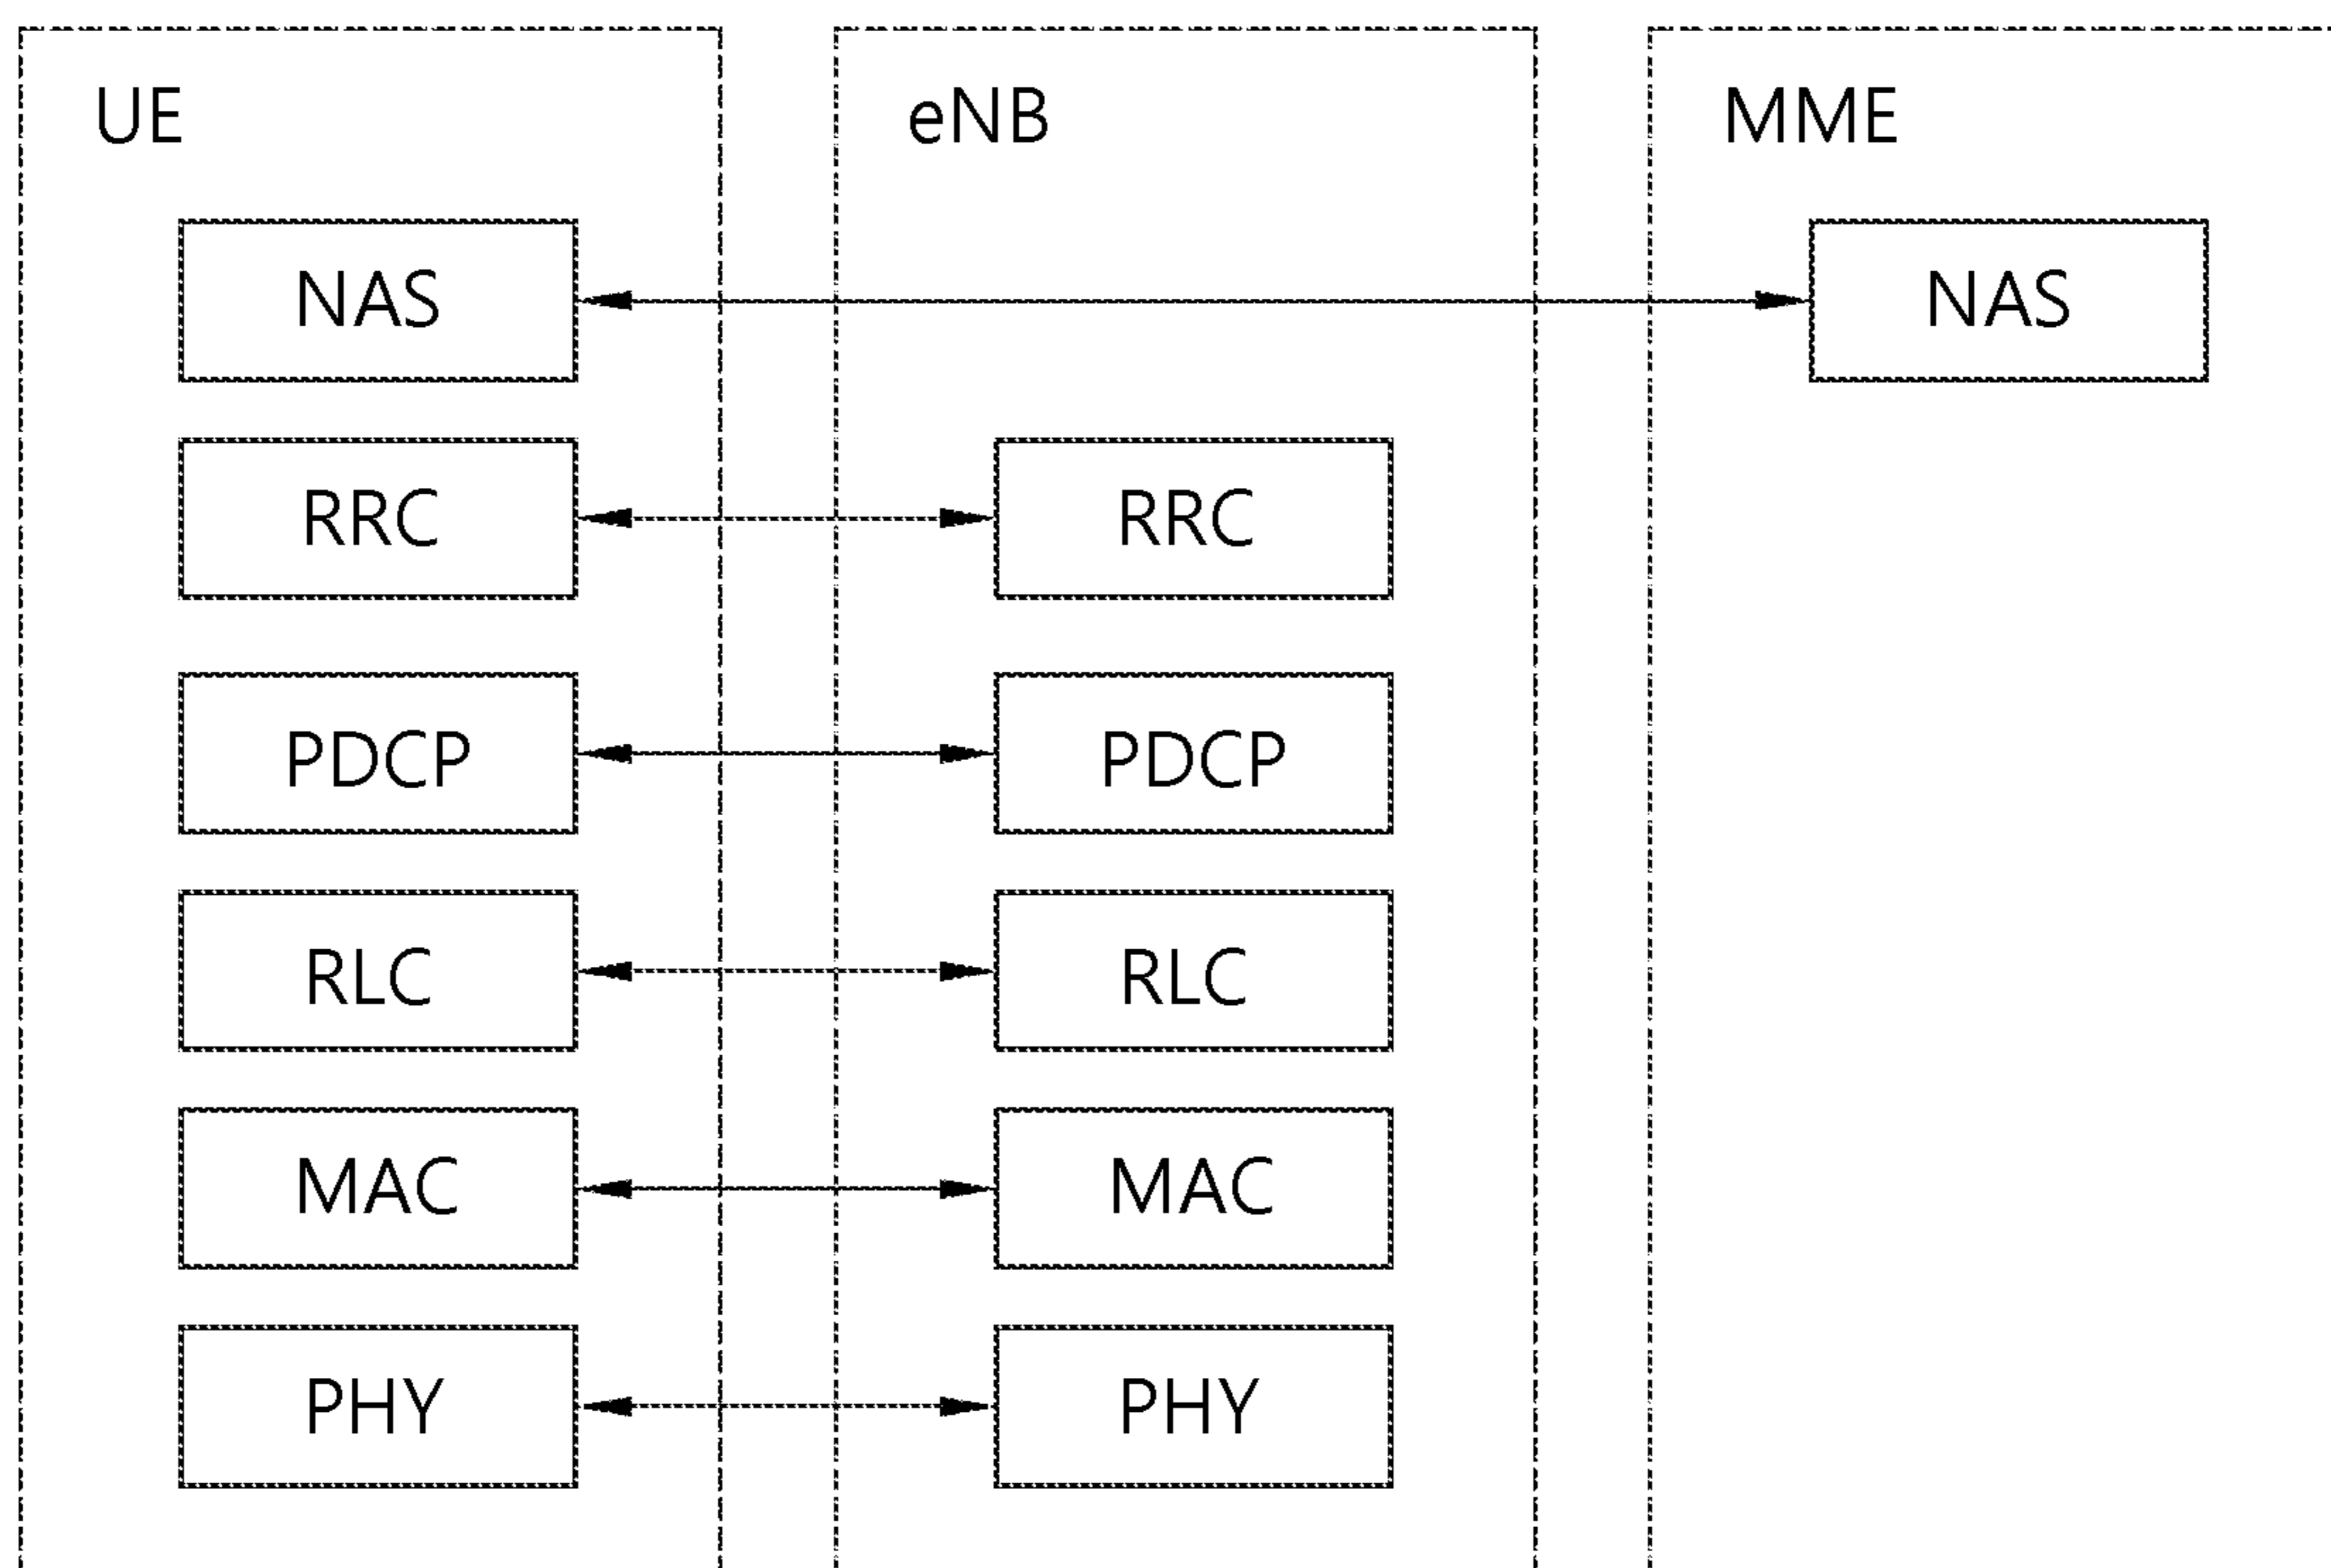 UE
eNB
MME
NAS
NAS
RRC
RRC
PDCP
PDCP
RLC
RLC
MAC
MAC
PHY
PHY